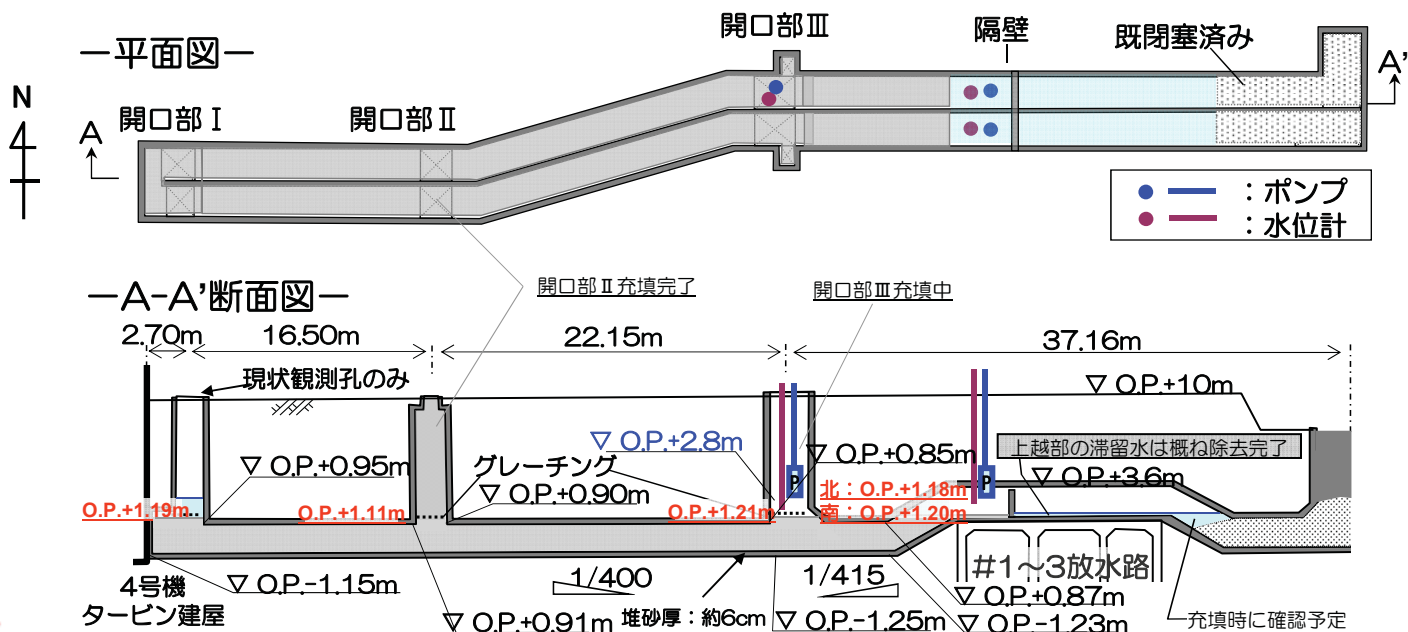 ー平面図ー
開口部Ⅲ
隔壁
既閉塞済み
A'
N
A
開口部Ⅰ
開口部Ⅱ
：ポンプ
：水位計
ーA-A'断面図ー
開口部Ⅱ充填完了
開口部Ⅲ充填中
2.70m
16.50m
22.15m
37.16m
現状観測孔のみ
▽ O.P.+10m
▽ O.P.+2.8m
上越部の滞留水は概ね除去完了
▽ O.P.+0.95m
グレーチング
▽ O.P.+0.85m
▽ O.P.+3.6m
▽ O.P.+0.90m
P
P
北：O.P.+1.18m
南：O.P.+1.20m
O.P.+1.19m
O.P.+1.11m
O.P.+1.21m
#1～3放水路
4号機
タービン建屋
▽ O.P.-1.15m
1/400
1/415
▽ O.P.+0.87m
▽ O.P.+0.91m
堆砂厚：約6cm
▽ O.P.-1.25m
▽ O.P.-1.23m
充填時に確認予定